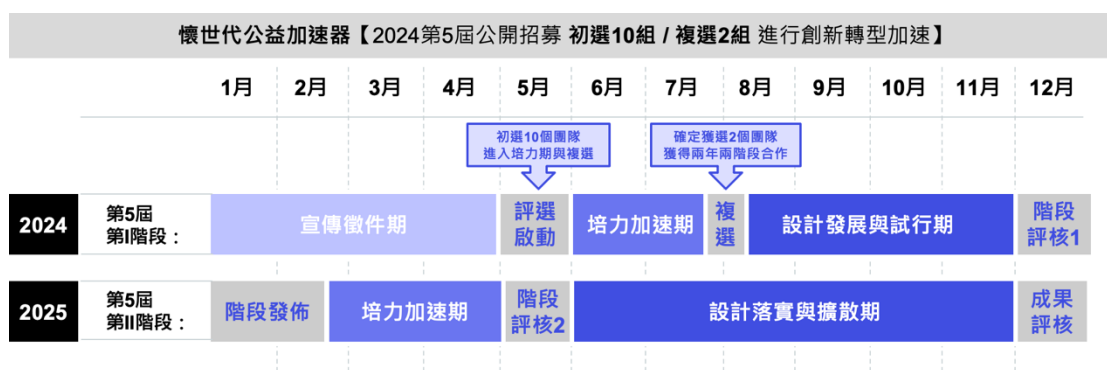 懷世代公益加速器【2024第5屆公開招募 初選10組 / 複選2組 進行創新轉型加速】
1月 2月 3月 4月 5月 6月 7月 8月 9月 10月 11月 12月
初選10個團隊
進入培力期與複選
確定獲選2個團隊
獲得兩年兩階段合作
2024
第5屆
第I階段：
宣傳徵件期
評選
啟動
培力加速期
複
選
設計發展與試行期
階段
評核1
2025
第5屆
第II階段：
階段發佈
培力加速期
階段
評核2
設計落實與擴散期
成果
評核